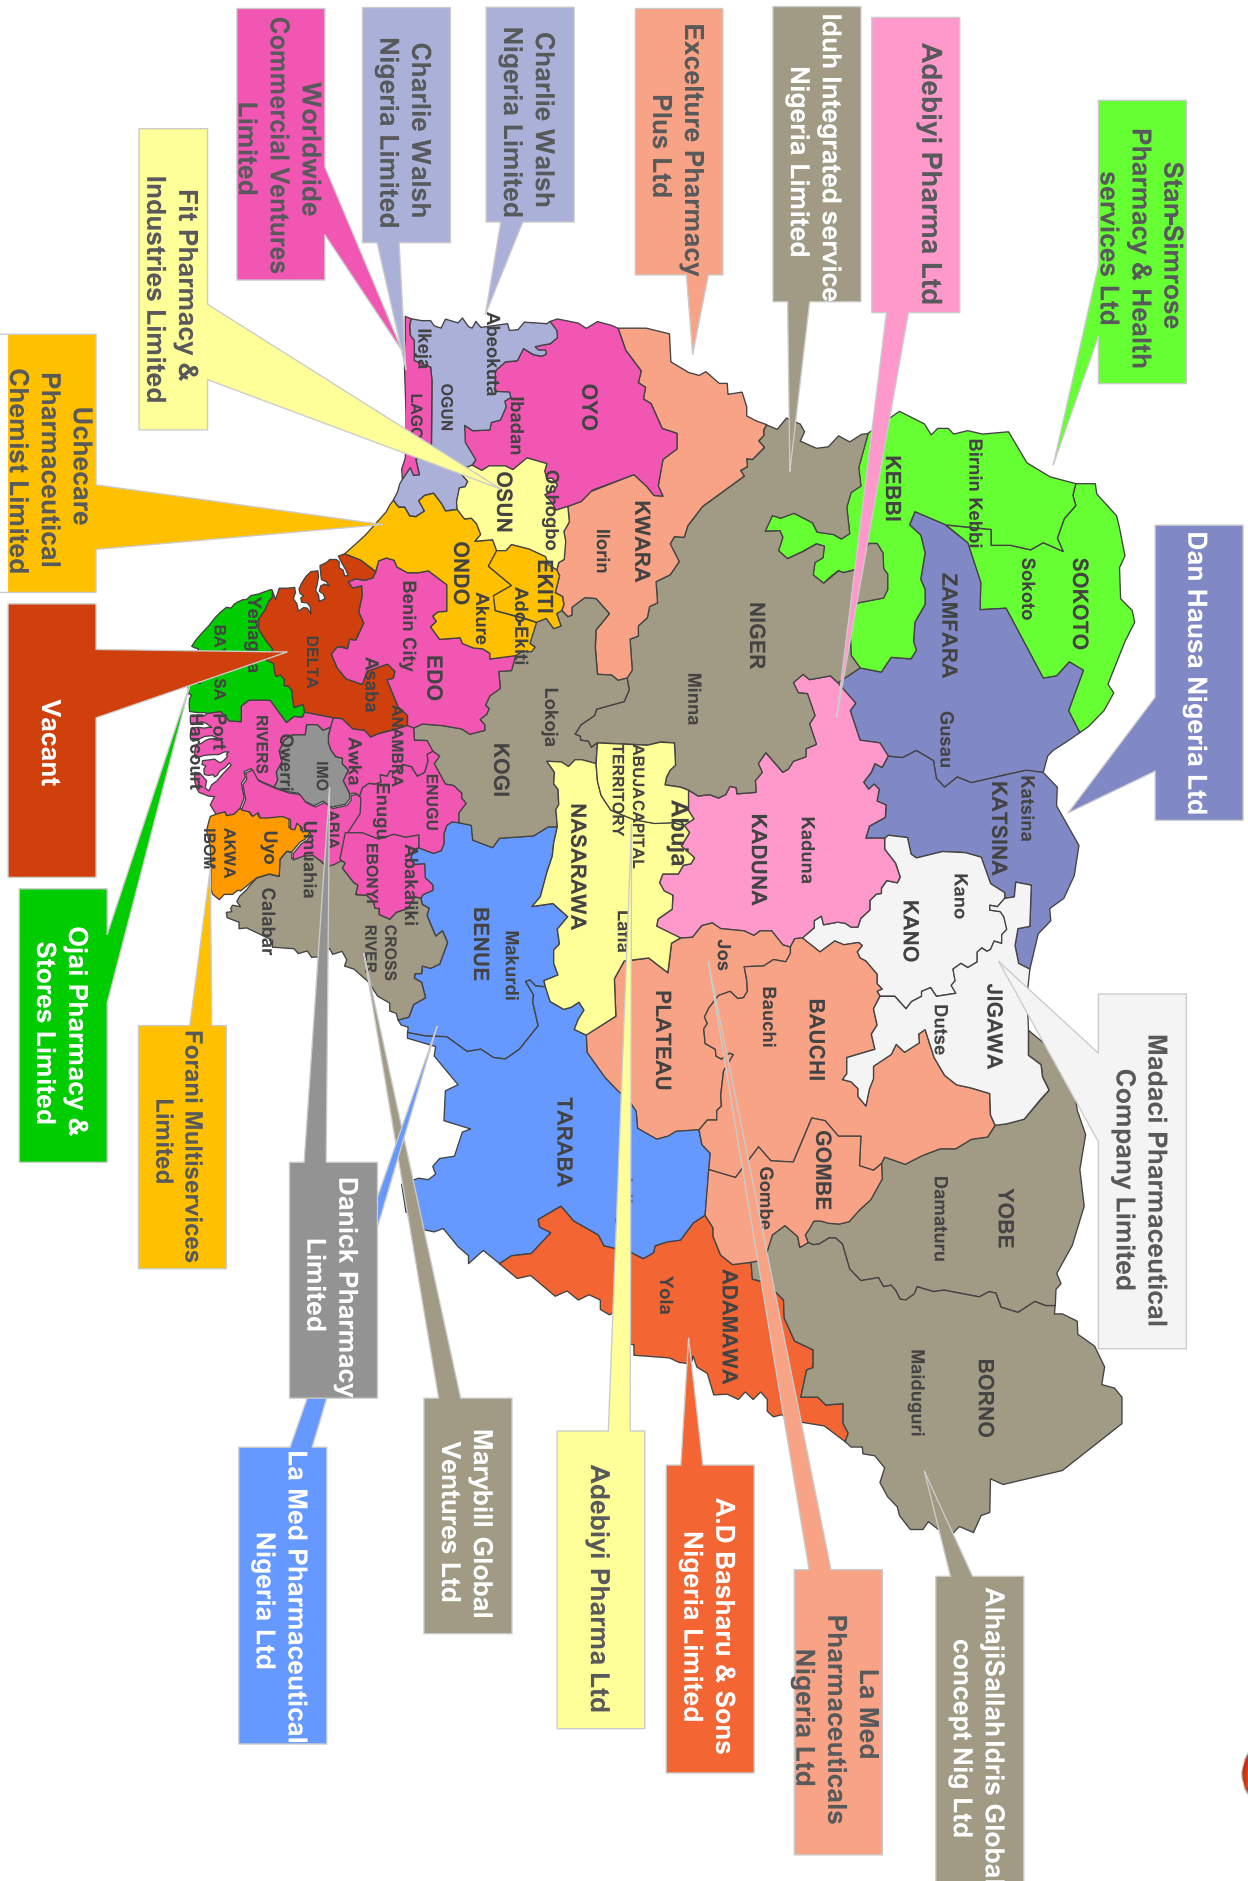 Stan-Simrose
Pharmacy & Health
services Ltd
Dan Hausa Nigeria Ltd
Madaci Pharmaceutical
Company Limited
AlhajiSallahIdris Global
concept Nig Ltd
Adebiyi Pharma Ltd
Iduh Integrated service
Nigeria Limited
Excelture Pharmacy
Plus Ltd
Charlie Walsh
Nigeria Limited
Charlie Walsh
Nigeria Limited
Worldwide
Commercial Ventures
Limited
Fit Pharmacy &
Industries Limited
Uchecare
Pharmaceutical
Chemist Limited
Vacant
Ojai Pharmacy &
Stores Limited
Forani Multiservices
Limited
Danick Pharmacy
Limited
La Med Pharmaceutical
Nigeria Ltd
Marybill Global
Ventures Ltd
Adebiyi Pharma Ltd
A.D Basharu & Sons
Nigeria Limited
La Med
Pharmaceuticals
Nigeria Ltd
SOKOTO
Sokoto
Birnin Kebbi
KEBBI
ZAMFARA
Gusau
Katsina
KATSINA
Kano
KANO
JIGAWA
Dutse
YOBE
Damaturu
BORNO
Maiduguri
NIGER
Minna
KADUNA
Kaduna
BAUCHI
Bauchi
GOMBE
Gombe
ADAMAWA
Yola
Jos
PLATEAU
KWARA
Ilorin
OYO
Ibadan
Abeokuta
OGUN
Ikeja
LAGO
OSUN
Oshogbo
EKITI
Ado-Ekiti
ONDO
Akure
EDO
Benin City
KOGI
Lokoja
Abuja
ABUJACAPITAL
TERRITORY
NASARAWA
Lafia
BENUE
Makurdi
TARABA
DELTA
Asaba
ANAMBRA
Awka
ENUGU
Enugu
EBONYI
Abakaliki
IMO
Owerri
ABIA
Umuahia
RIVERS
Port
Harcourt
Yenagoa
BA SA
AKWA
IBOM
Uyo
CROSS
RIVER
Calabar